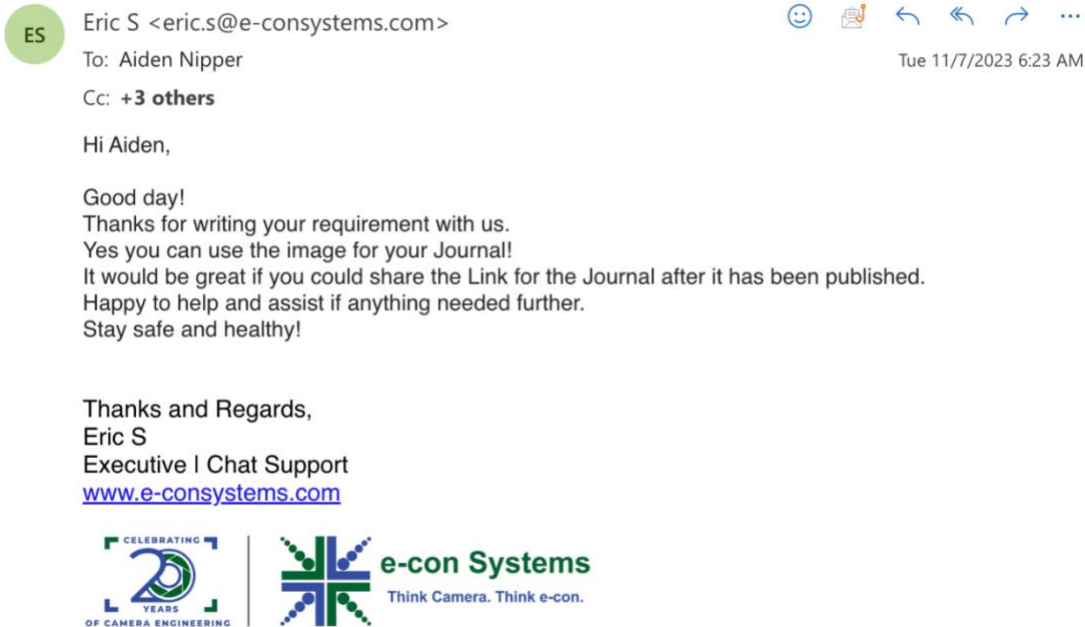 ES
Eric S <eric.s@e-consystems.com>
To: Aiden Nipper
Tue 11/7/2023 6:23 AM
Cc: +3 others
Hi Aiden,
Good day!
Thanks for writing your requirement with us.
Yes you can use the image for your Journal!
It would be great if you could share the Link for the Journal after it has been published.
Happy to help and assist if anything needed further.
Stay safe and healthy!
Thanks and Regards,
Eric S
Executive I Chat Support
www.e-consystems.com
CELEBRATING
20
YEARS
OF CAMERA ENGINEERING
e-con Systems
Think Camera. Think e-con.